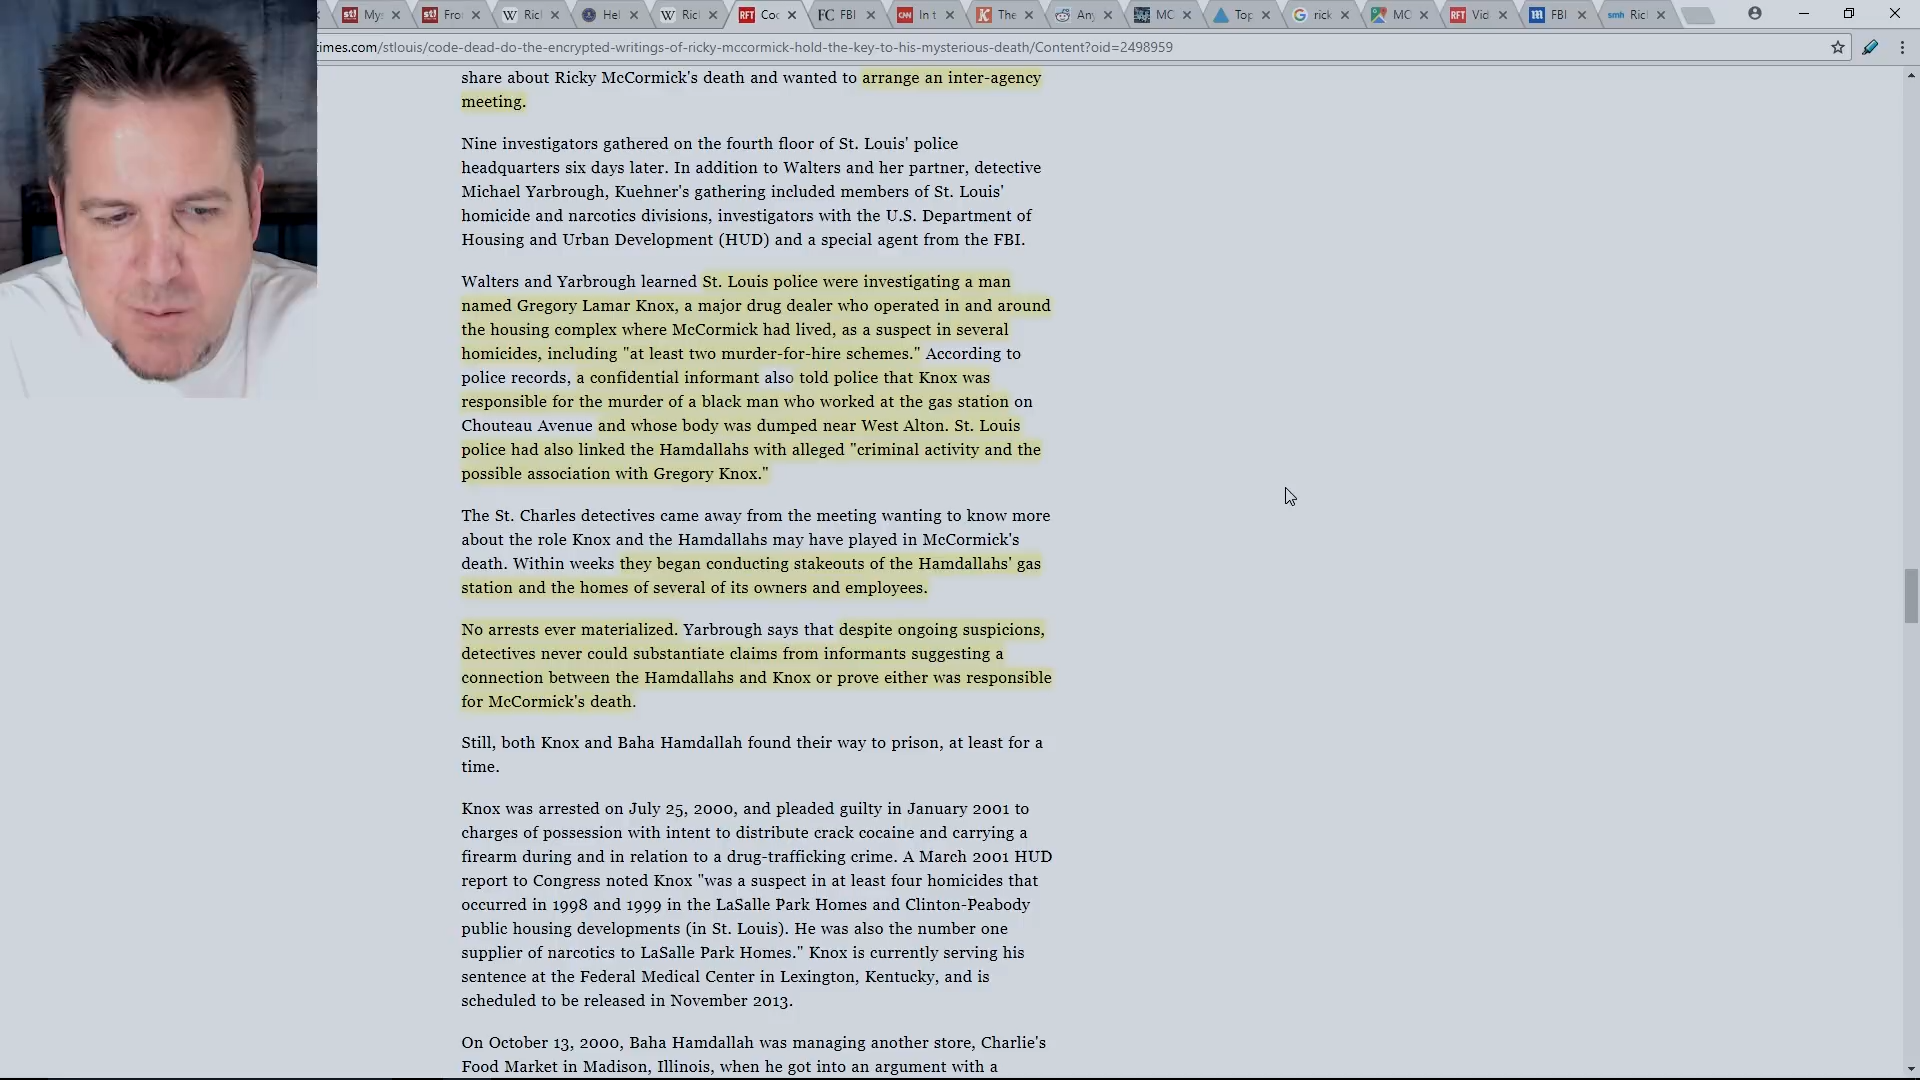 My
Fro
Ricl
Hel
Ricl
Coc
FC FBI
In t
The
Any
MC
Top
rick
MC
Vid
FBI
smh Ric
times.com/stlouis/code-dead-do-the-encrypted-writings-of-ricky-mccormick-hold-the-key-to-his-mysterious-death/Content?oid=2498959
share about Ricky McCormick's death and wanted to arrange an inter-agency
meeting.
Nine investigators gathered on the fourth floor of St. Louis' police
headquarters six days later. In addition to Walters and her partner, detective
Michael Yarbrough, Kuehner's gathering included members of St. Louis'
homicide and narcotics divisions, investigators with the U.S. Department of
Housing and Urban Development (HUD) and a special agent from the FBI.
Walters and Yarbrough learned St. Louis police were investigating a man
named Gregory Lamar Knox, a major drug dealer who operated in and around
the housing complex where McCormick had lived, as a suspect in several
homicides, including "at least two murder-for-hire schemes." According to
police records, a confidential informant also told police that Knox was
responsible for the murder of a black man who worked at the gas station on
Chouteau Avenue and whose body was dumped near West Alton. St. Louis
police had also linked the Hamdallahs with alleged "criminal activity and the
possible association with Gregory Knox."
The St. Charles detectives came away from the meeting wanting to know more
about the role Knox and the Hamdallahs may have played in McCormick's
death. Within weeks they began conducting stakeouts of the Hamdallahs' gas
station and the homes of several of its owners and employees.
No arrests ever materialized. Yarbrough says that despite ongoing suspicions,
detectives never could substantiate claims from informants suggesting a
connection between the Hamdallahs and Knox or prove either was responsible
for McCormick's death.
Still, both Knox and Baha Hamdallah found their way to prison, at least for a
time.
Knox was arrested on July 25, 2000, and pleaded guilty in January 2001 to
charges of possession with intent to distribute crack cocaine and carrying a
firearm during and in relation to a drug-trafficking crime. A March 2001 HUD
report to Congress noted Knox "was a suspect in at least four homicides that
occurred in 1998 and 1999 in the LaSalle Park Homes and Clinton-Peabody
public housing developments (in St. Louis). He was also the number one
supplier of narcotics to LaSalle Park Homes." Knox is currently serving his
sentence at the Federal Medical Center in Lexington, Kentucky, and is
scheduled to be released in November 2013.
On October 13, 2000, Baha Hamdallah was managing another store, Charlie's
Food Market in Madison, Illinois, when he got into an argument with a